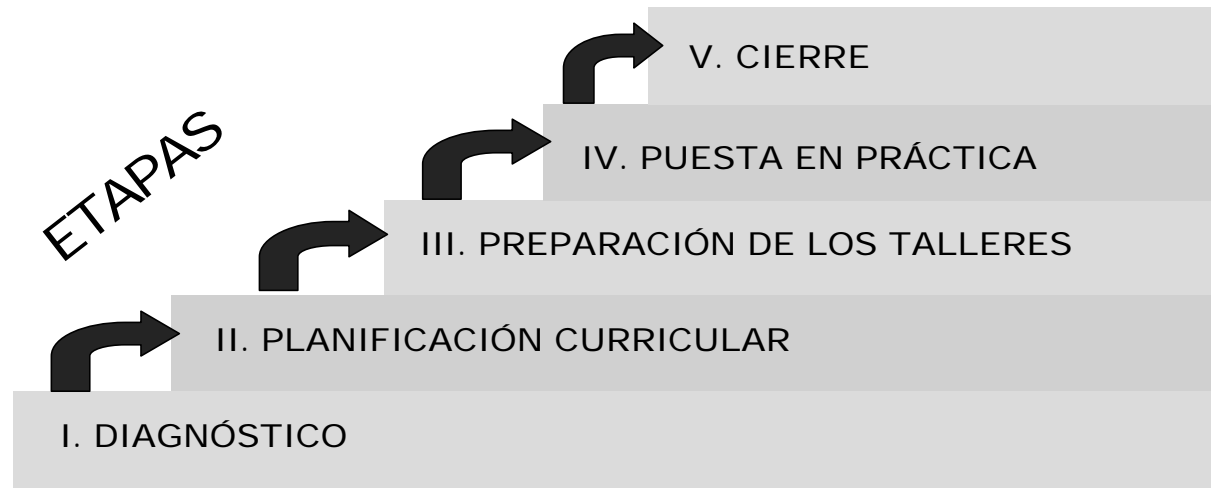 V. CIERRE
ETAPAS
IV. PUESTA EN PRÁCTICA
III. PREPARACIÓN DE LOS TALLERES
II. PLANIFICACIÓN CURRICULAR
I. DIAGNÓSTICO